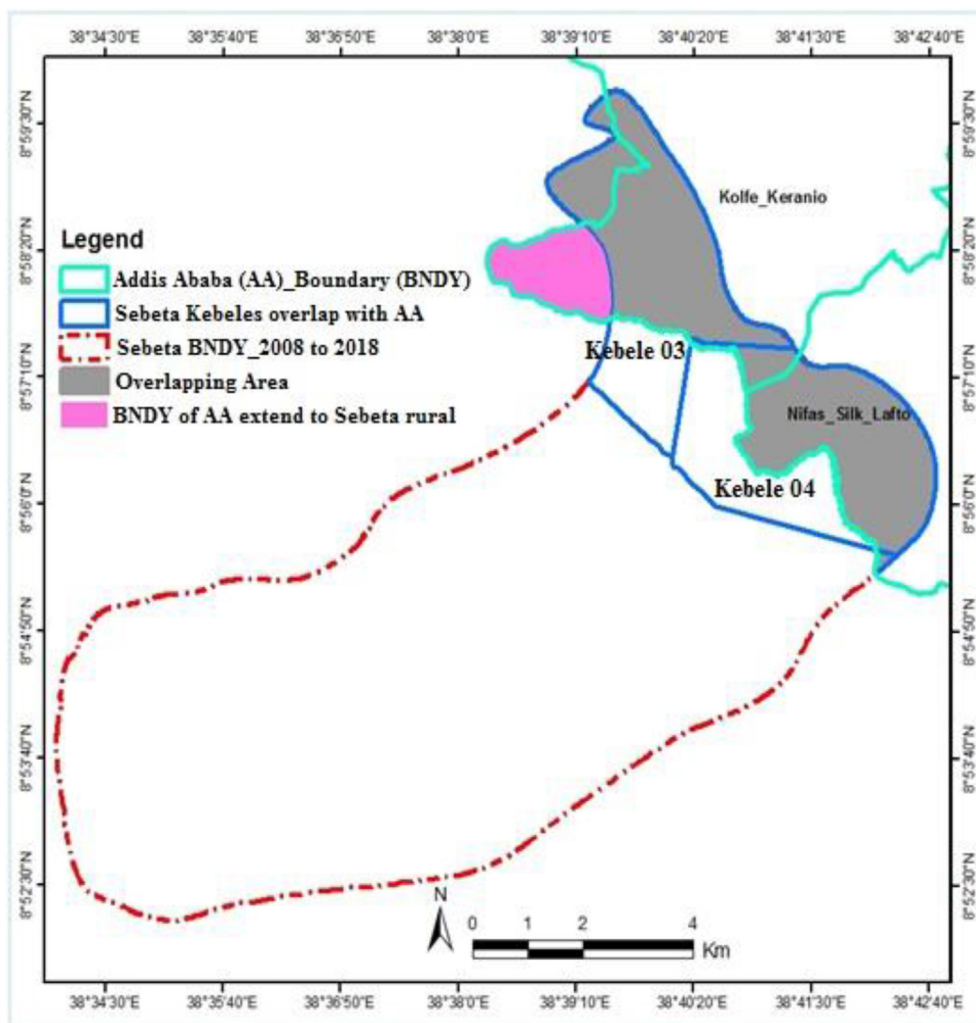 38°34'30"E 38°35'40"E 38°36'50"E 38°38'0"E 38°39'10"E 38°40'20"E 38°41'30"E 38°42'40"E
8°59'30"N 8°59'30"N
Kolfe_Keranio
8°58'20"N 8°58'20"N
Legend
Addis Ababa (AA)_Boundary (BNDY)
Sebeta Kebeles overlap with AA
Sebeta BNDY_2008 to 2018
Overlapping Area
BNDY of AA extend to Sebeta rural
Kebele 03
8°57'10"N 8°57'10"N
Nifas_Silk_Lafto
Kebele 04
8°56'0"N 8°56'0"N
8°54'50"N 8°54'50"N
8°53'40"N 8°53'40"N
8°52'30"N 8°52'30"N
N
0 1 2 4
Km
38°34'30"E 38°35'40"E 38°36'50"E 38°38'0"E 38°39'10"E 38°40'20"E 38°41'30"E 38°42'40"E